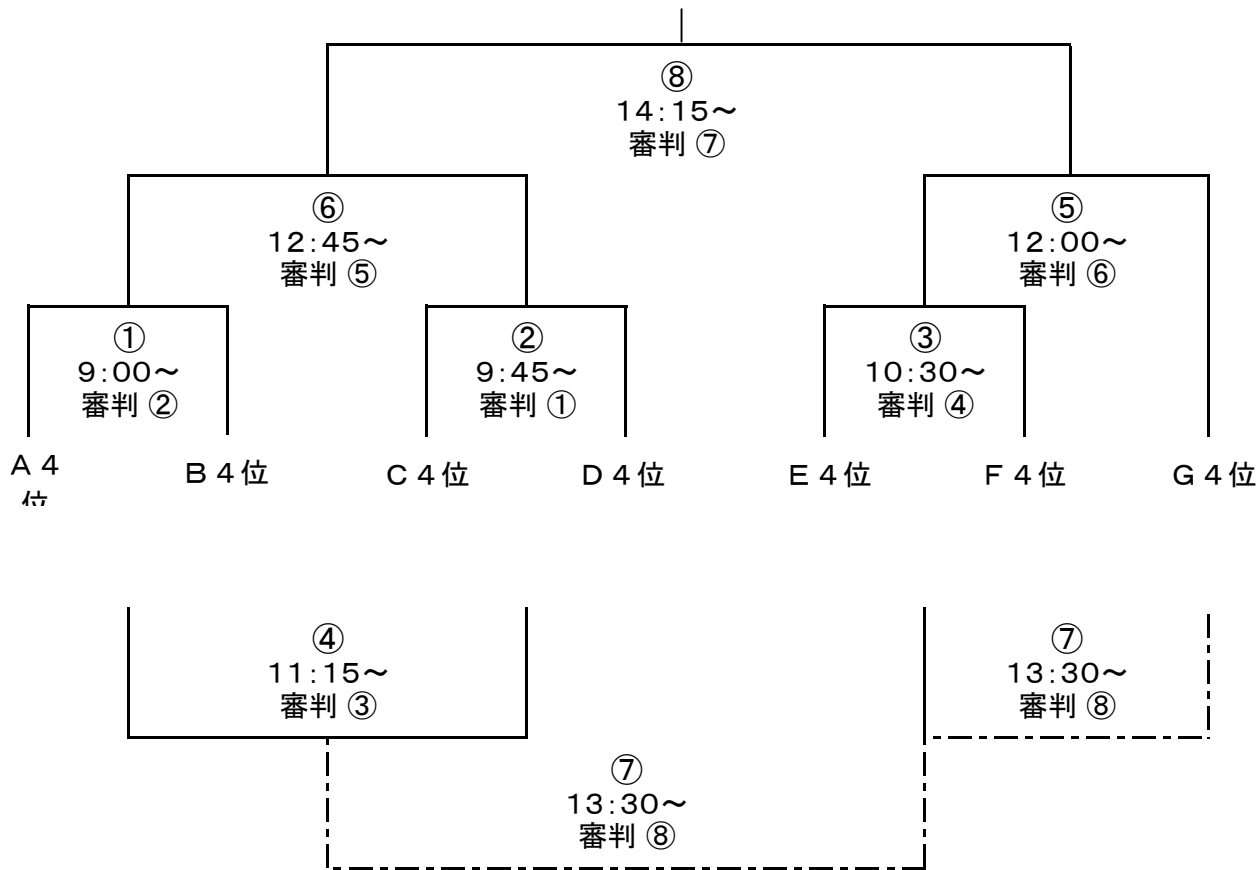 ⑧
14:15～
審判 ⑦
⑥
12:45～
審判 ⑤
⑤
12:00～
審判 ⑥
①
9:00～
審判 ②
②
9:45～
審判 ①
③
10:30～
審判 ④
A 4
位
B 4位
C 4位
D 4位
E 4位
F 4位
G 4位
④
11:15～
審判 ③
⑦
13:30～
審判 ⑧
⑦
13:30～
審判 ⑧